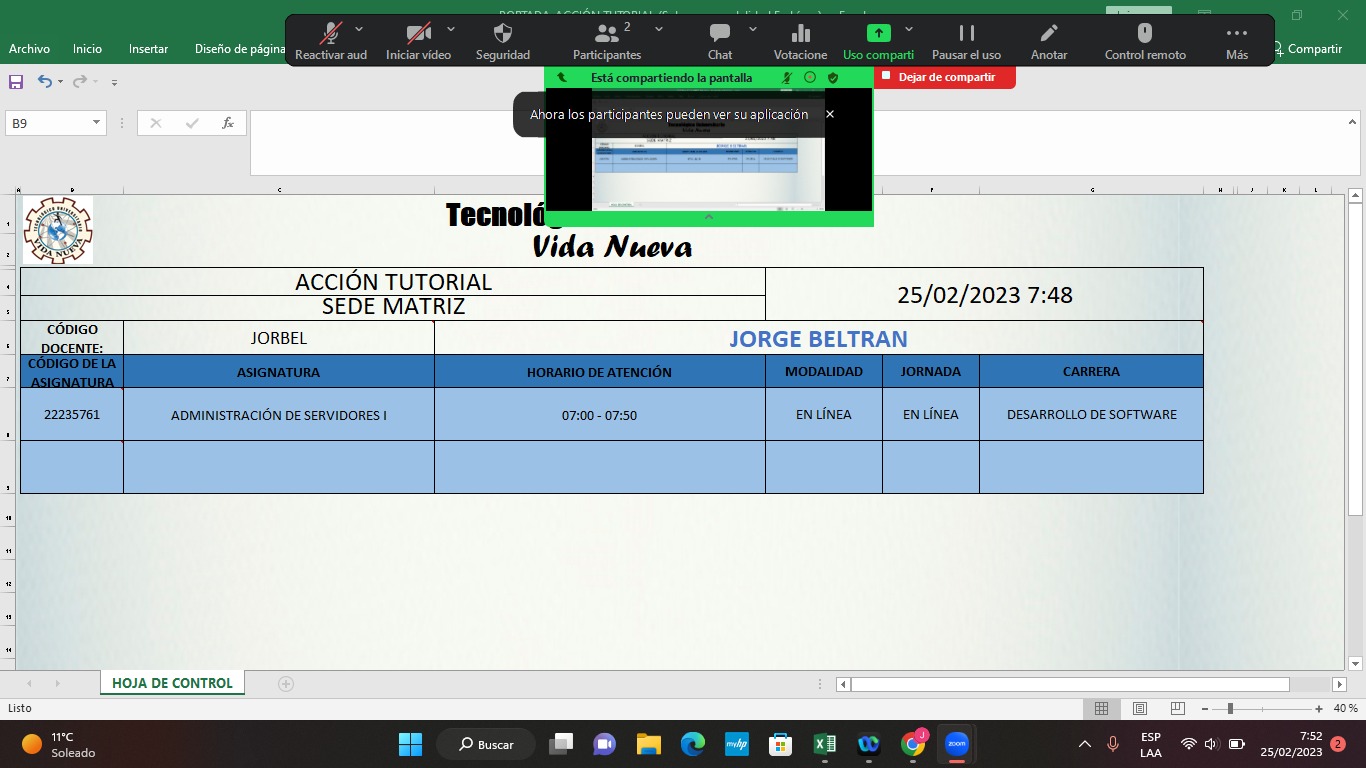 Reactivar aud
Iniciar vídeo
Seguridad
2
Participantes
Chat
Votacione
Uso comparti
Pausar el uso
Anotar
Control remoto
Más
Archivo
Inicio
Insertar
Diseño de página
Compartir
Está compartiendo la pantalla
Dejar de compartir
Ahora los participantes pueden ver su aplicación
B9
fx
Tecnoló
Vida Nueva
ACCIÓN TUTORIAL
SEDE MATRIZ
25/02/2023 7:48
CÓDIGO DOCENTE:
JORBEL
JORGE BELTRAN
CÓDIGO DE LA ASIGNATURA
ASIGNATURA
HORARIO DE ATENCIÓN
MODALIDAD
JORNADA
CARRERA
22235761
ADMINISTRACIÓN DE SERVIDORES I
07:00 - 07:50
EN LÍNEA
EN LÍNEA
DESARROLLO DE SOFTWARE
HOJA DE CONTROL
Listo
40 %
11°C
Soleado
Buscar
myhp
zoom
ESP
LAA
7:52
25/02/2023
2